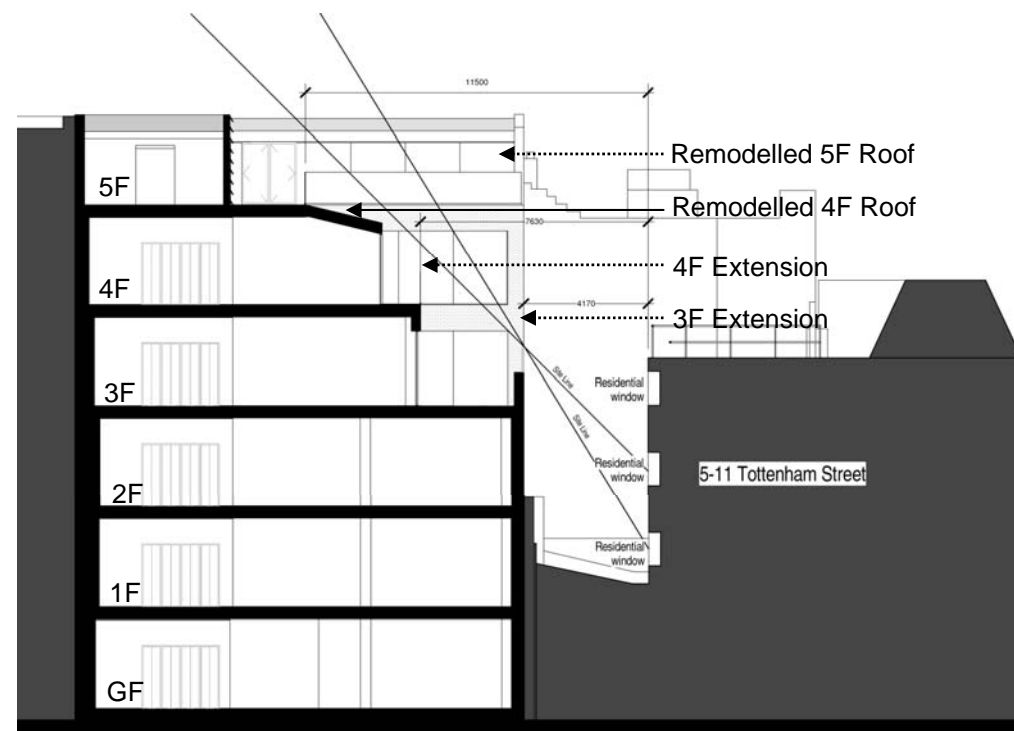 11500
Remodelled 5F Roof
5F
Remodelled 4F Roof
7630
4F Extension
4F
4170
3F Extension
Site Line
Residential
window
3F
Site Line
Residential
window
5-11 Tottenham Street
2F
Residential
window
1F
GF